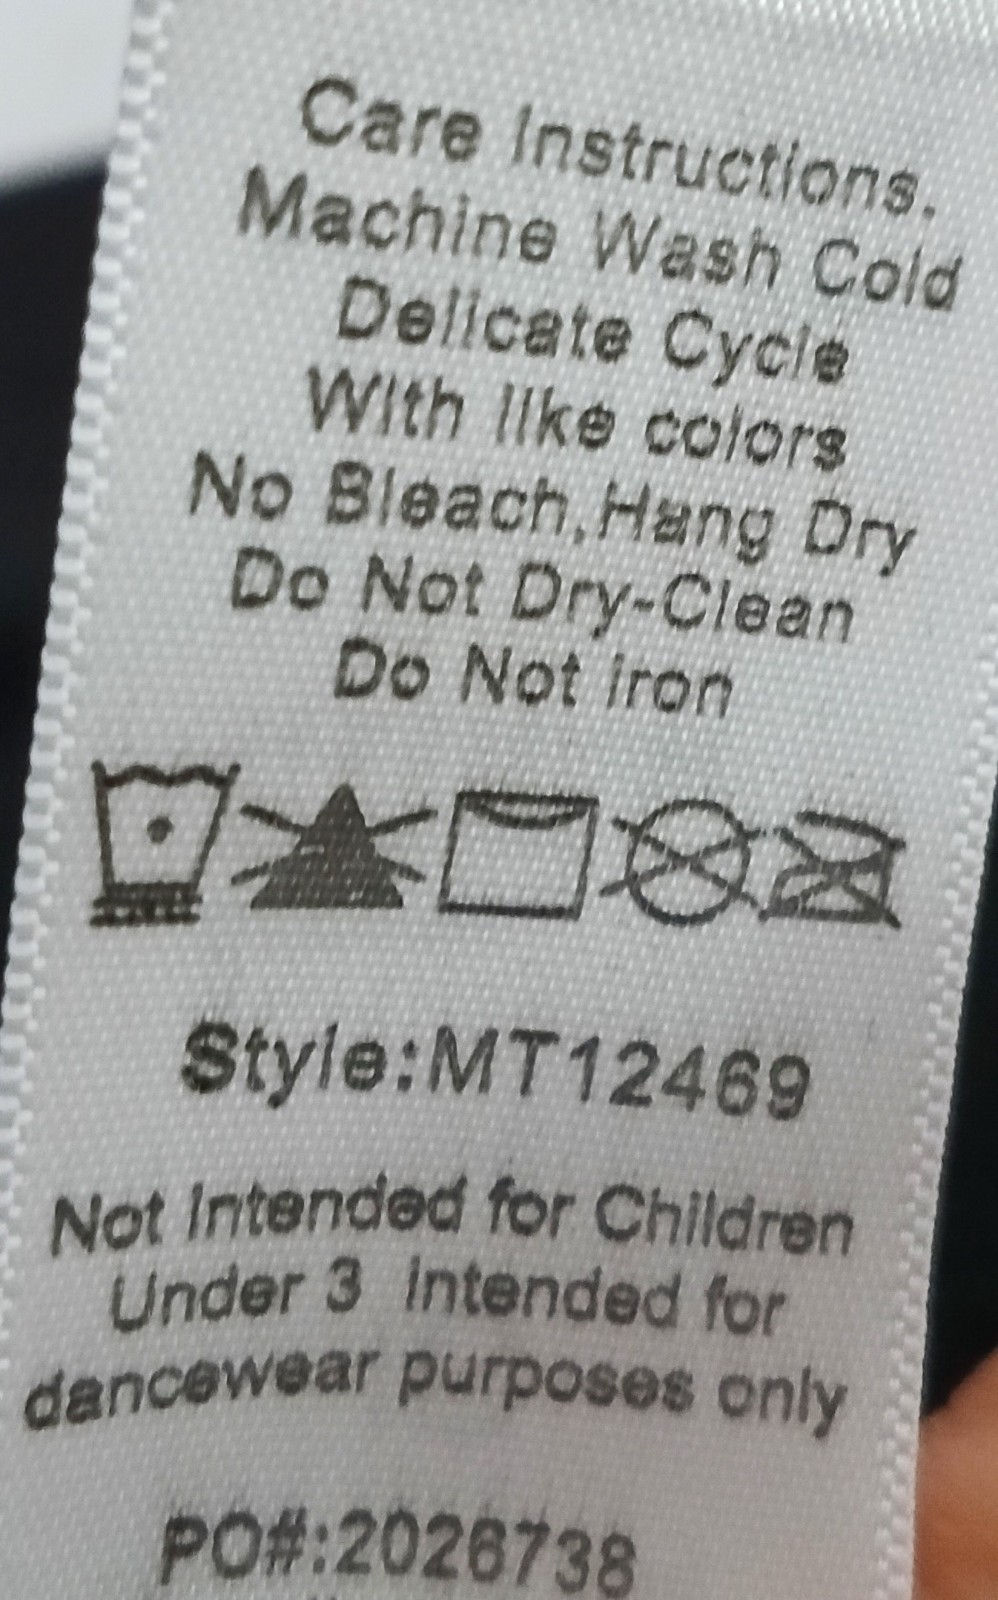 Care Instructions.
Machine Wash Cold
Delicate Cycle
With like colors
No Bleach,Hang Dry
Do Not Dry-Clean
Do Not iron
Style:MT12469
Not Intended for Children
Under 3 Intended for
dancewear purposes only
PO#:2026738